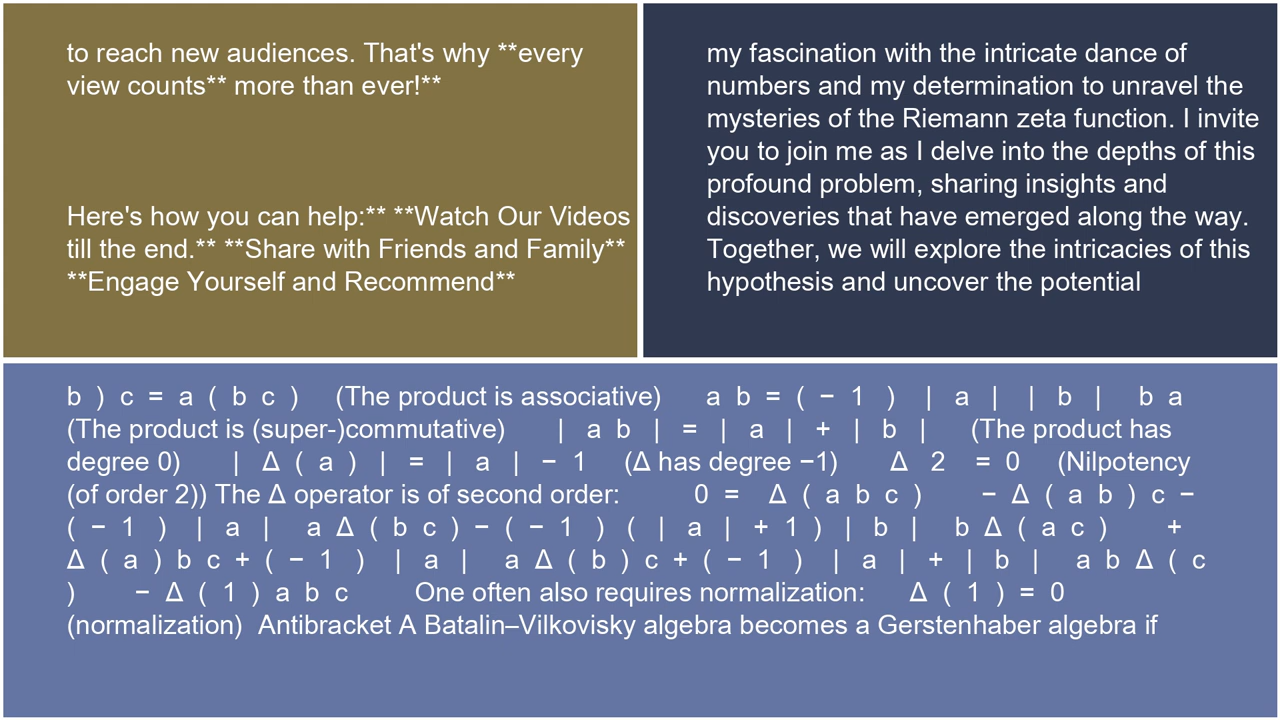 to reach new audiences. That's why **every
view counts** more than ever!**
Here's how you can help:** **Watch Our Videos
till the end.** **Share with Friends and Family**
**Engage Yourself and Recommend**
my fascination with the intricate dance of
numbers and my determination to unravel the
mysteries of the Riemann zeta function. I invite
you to join me as I delve into the depths of this
profound problem, sharing insights and
discoveries that have emerged along the way.
Together, we will explore the intricacies of this
hypothesis and uncover the potential
b ) c = a ( b c ) (The product is associative) a b = ( − 1 ) | a | | b | b a
(The product is (super-)commutative) | a b | = | a | + | b | (The product has
degree 0) | Δ ( a ) | = | a | − 1 (Δ has degree −1) Δ 2 = 0 (Nilpotency
(of order 2)) The Δ operator is of second order: 0 = Δ ( a b c ) − Δ ( a b ) c −
( − 1 ) | a | a Δ ( b c ) − ( − 1 ) ( | a | + 1 ) | b | b Δ ( a c ) +
Δ ( a ) b c + ( − 1 ) | a | a Δ ( b ) c + ( − 1 ) | a | + | b | a b Δ ( c
) − Δ ( 1 ) a b c One often also requires normalization: Δ ( 1 ) = 0
(normalization) Antibracket A Batalin–Vilkovisky algebra becomes a Gerstenhaber algebra if